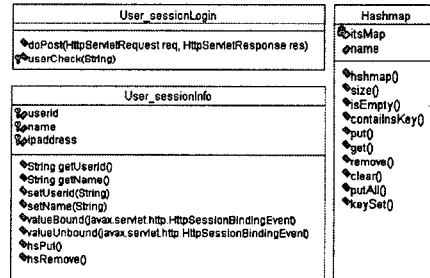 User_sessionLogin
doPost(HttpServletRequest req, HttpServletResponse res)
userCheck(String)
User_sessionInfo
userid
name
ipaddress
String getUserid()
String getName()
setUserid(String)
setName(String)
valueBound(javax.servlet.http.HttpSessionBindingEvent)
valueUnbound(javax.servlet.http.HttpSessionBindingEvent)
hsPut()
hsRemove()
Hashmap
itsMap
name
hshmap()
size()
isEmpty()
containsKey()
put()
get()
remove()
clear()
putAll()
keySet()